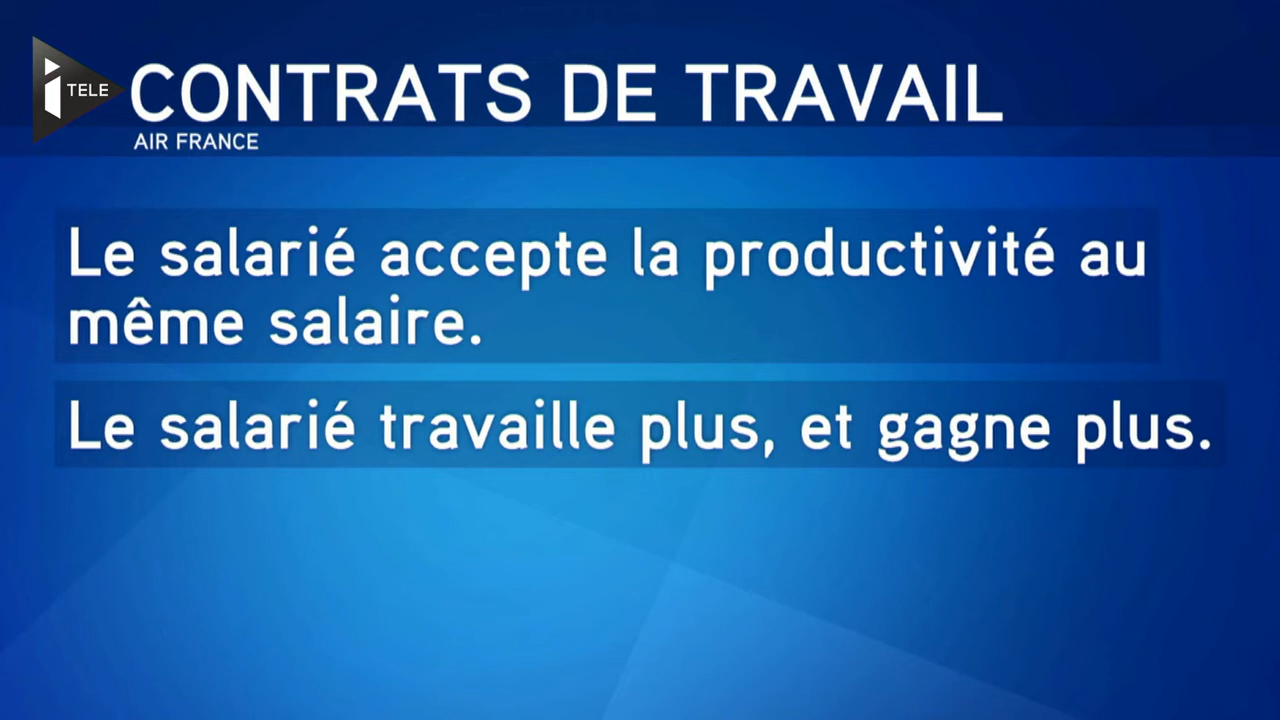 i TELE
CONTRATS DE TRAVAIL
AIR FRANCE
Le salarié accepte la productivité au
même salaire.
Le salarié travaille plus, et gagne plus.